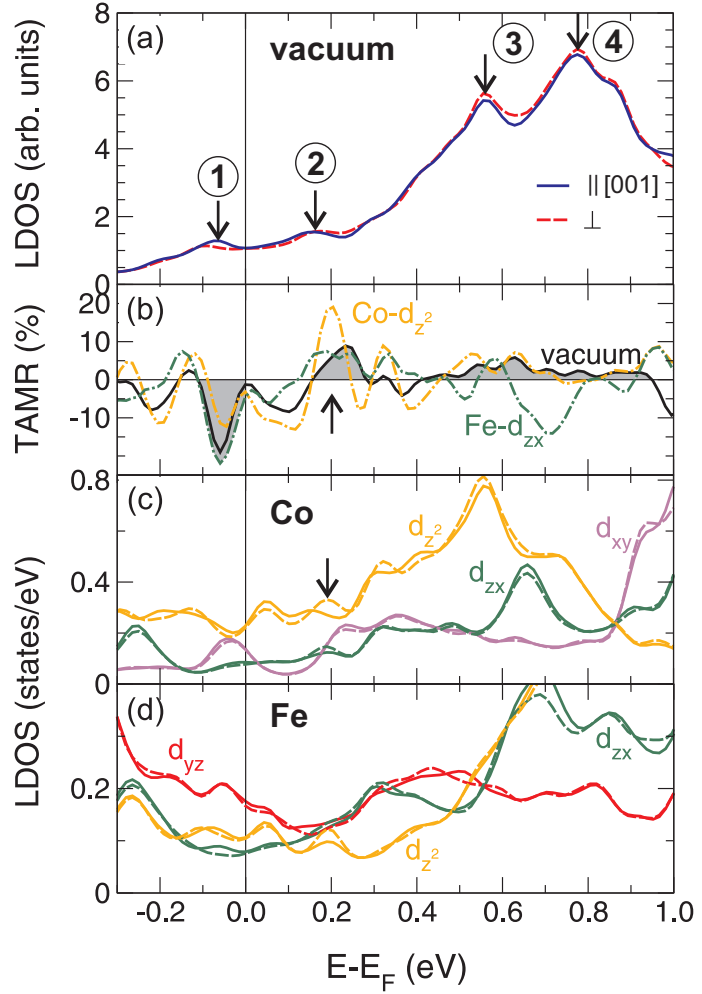 (a) vacuum
1
2
3
4
|| [001]
⊥
LDOS (arb. units)
8
6
4
2
0
(b)
Co-d_z²
vacuum
Fe-d_zx
TAMR (%)
20
10
0
-10
(c) Co
d_z²
d_zx
d_xy
0.8
0.4
0
LDOS (states/eV)
(d) Fe
d_yz
d_z²
d_zx
0.2
0
-0.2 0.0 0.2 0.4 0.6 0.8 1.0
E-E_F (eV)